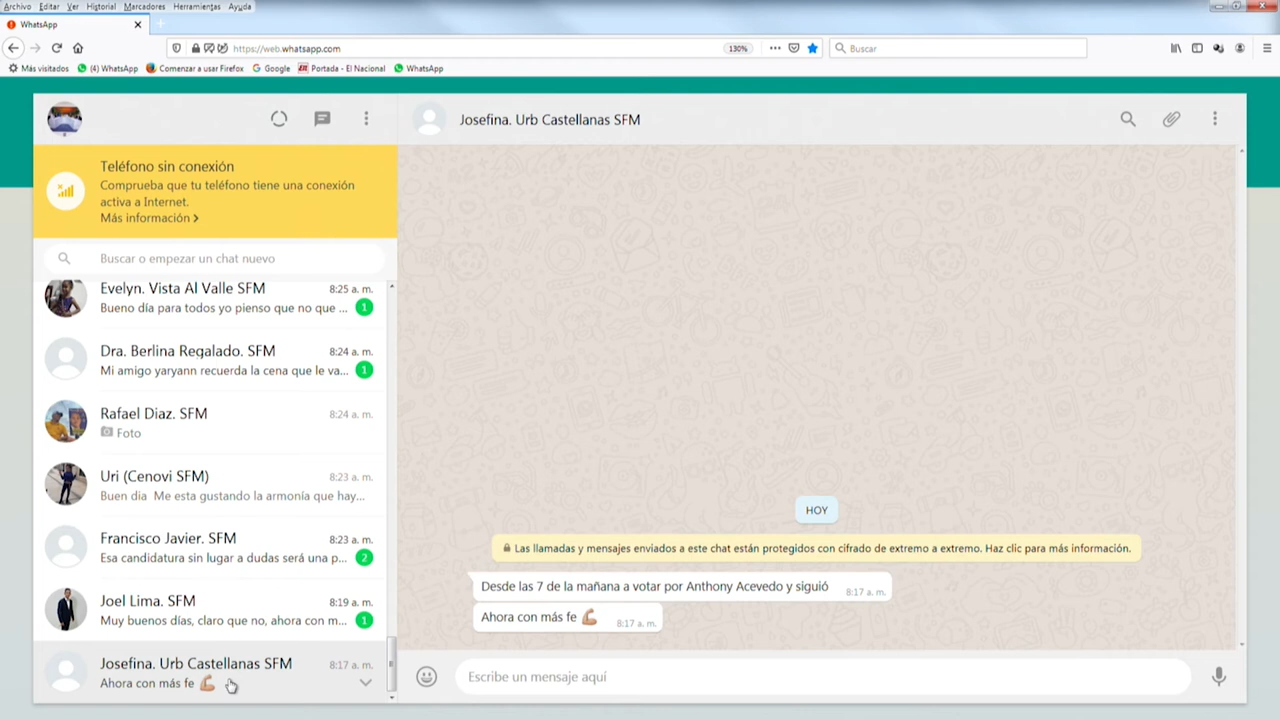 Archivo Editar Ver Historial Marcadores Herramientas Ayuda
WhatsApp
https://web.whatsapp.com
130%
Buscar
Más visitados
(4) WhatsApp
Comenzar a usar Firefox
Google
Portada - El Nacional
WhatsApp
Josefina. Urb Castellanas SFM
Teléfono sin conexión
Comprueba que tu teléfono tiene una conexión
activa a Internet.
Más información >
Buscar o empezar un chat nuevo
Evelyn. Vista Al Valle SFM 8:25 a. m.
Bueno día para todos yo pienso que no que ... 1
Dra. Berlina Regalado. SFM 8:24 a. m.
Mi amigo yaryann recuerda la cena que le va... 1
Rafael Diaz. SFM 8:24 a. m.
Foto
Uri (Cenovi SFM) 8:23 a. m.
Buen dia Me esta gustando la armonía que hay...
Francisco Javier. SFM 8:23 a. m.
Esa candidatura sin lugar a dudas será una p... 2
Joel Lima. SFM 8:19 a. m.
Muy buenos días, claro que no, ahora con m... 1
Josefina. Urb Castellanas SFM 8:17 a. m.
Ahora con más fe 💪🏼
HOY
Las llamadas y mensajes enviados a este chat están protegidos con cifrado de extremo a extremo. Haz clic para más información.
Desde las 7 de la mañana a votar por Anthony Acevedo y siguió 8:17 a. m.
Ahora con más fe 💪🏼 8:17 a. m.
Escribe un mensaje aquí